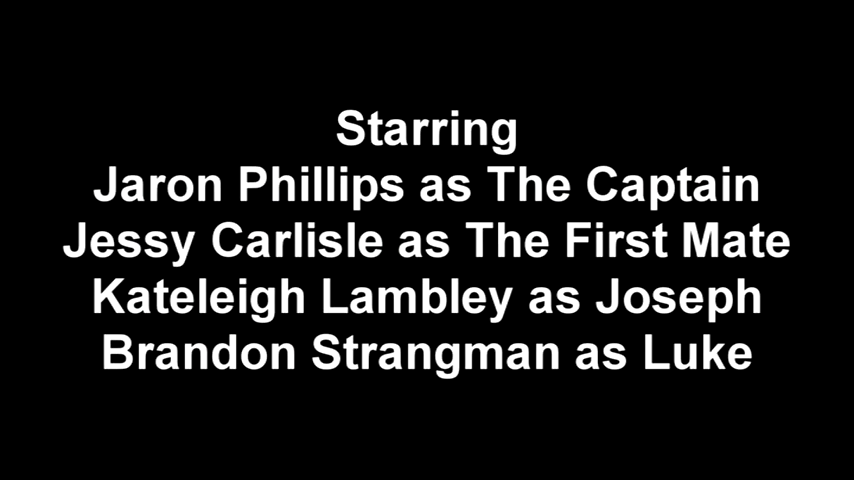 Starring
Jaron Phillips as The Captain
Jessy Carlisle as The First Mate
Kateleigh Lambley as Joseph
Brandon Strangman as Luke